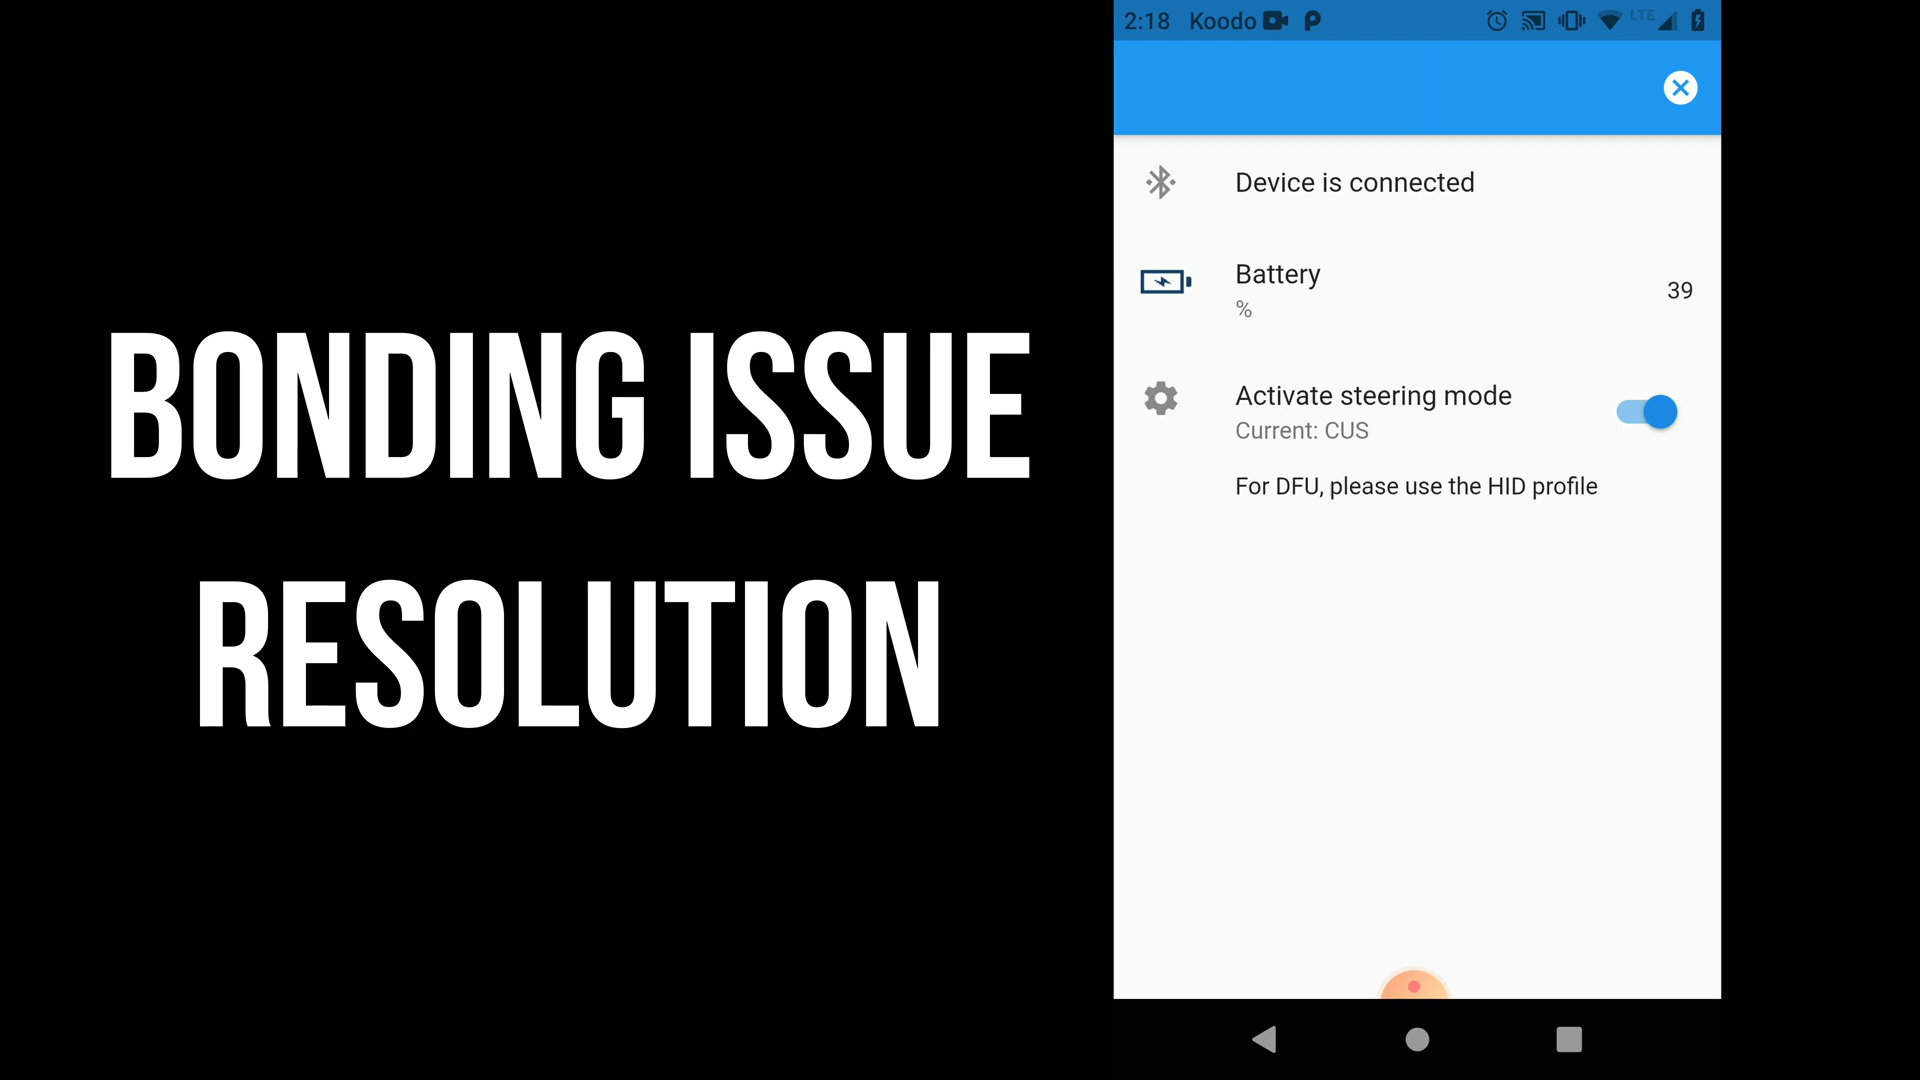 BONDING ISSUE
RESOLUTION
2:18 Koodo LTE
Device is connected
Battery
%
39
Activate steering mode
Current: CUS
For DFU, please use the HID profile